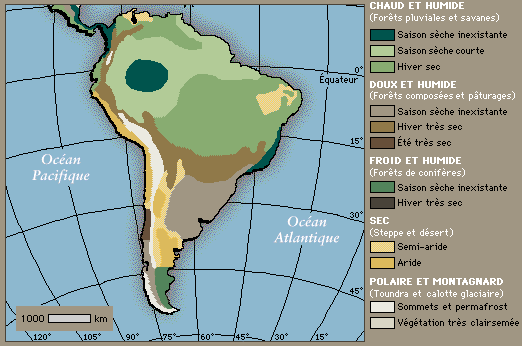 CHAUD ET HUMIDE
(Forêts pluviales et savanes)
Saison sèche inexistante
Saison sèche courte
Hiver sec
DOUX ET HUMIDE
(Forêts composées et pâturages)
Saison sèche inexistante
Hiver très sec
Été très sec
FROID ET HUMIDE
(Forêts de conifères)
Saison sèche inexistante
Hiver très sec
SEC
(Steppe et désert)
Semi-aride
Aride
POLAIRE ET MONTAGNARD
(Toundra et calotte glaciaire)
Sommets et permafrost
Végétation très clairsemée
0°
Équateur
15°
Océan
Pacifique
30°
Océan
Atlantique
45°
1000 km
120° 105° 90° 75° 60° 45° 30° 15°